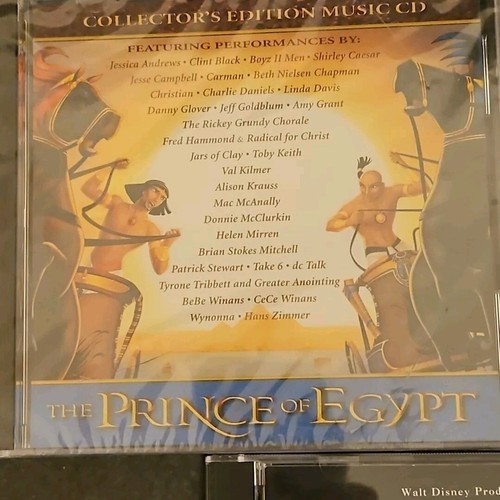 COLLECTOR'S EDITION MUSIC CD
FEATURING PERFORMANCES BY:
Jessica Andrews • Clint Black • Boyz II Men • Shirley Caesar
Jesse Campbell • Carman • Beth Nielsen Chapman
Christian • Charlie Daniels • Linda Davis
Danny Glover • Jeff Goldblum • Amy Grant
The Rickey Grundy Chorale
Fred Hammond & Radical for Christ
Jars of Clay • Toby Keith
Val Kilmer
Alison Krauss
Mac McAnally
Donnie McClurkin
Helen Mirren
Brian Stokes Mitchell
Patrick Stewart • Take 6 • dc Talk
Tyrone Tribbett and Greater Anointing
BeBe Winans • CeCe Winans
Wynonna • Hans Zimmer
THE PRINCE OF EGYPT
Walt Disney Prod